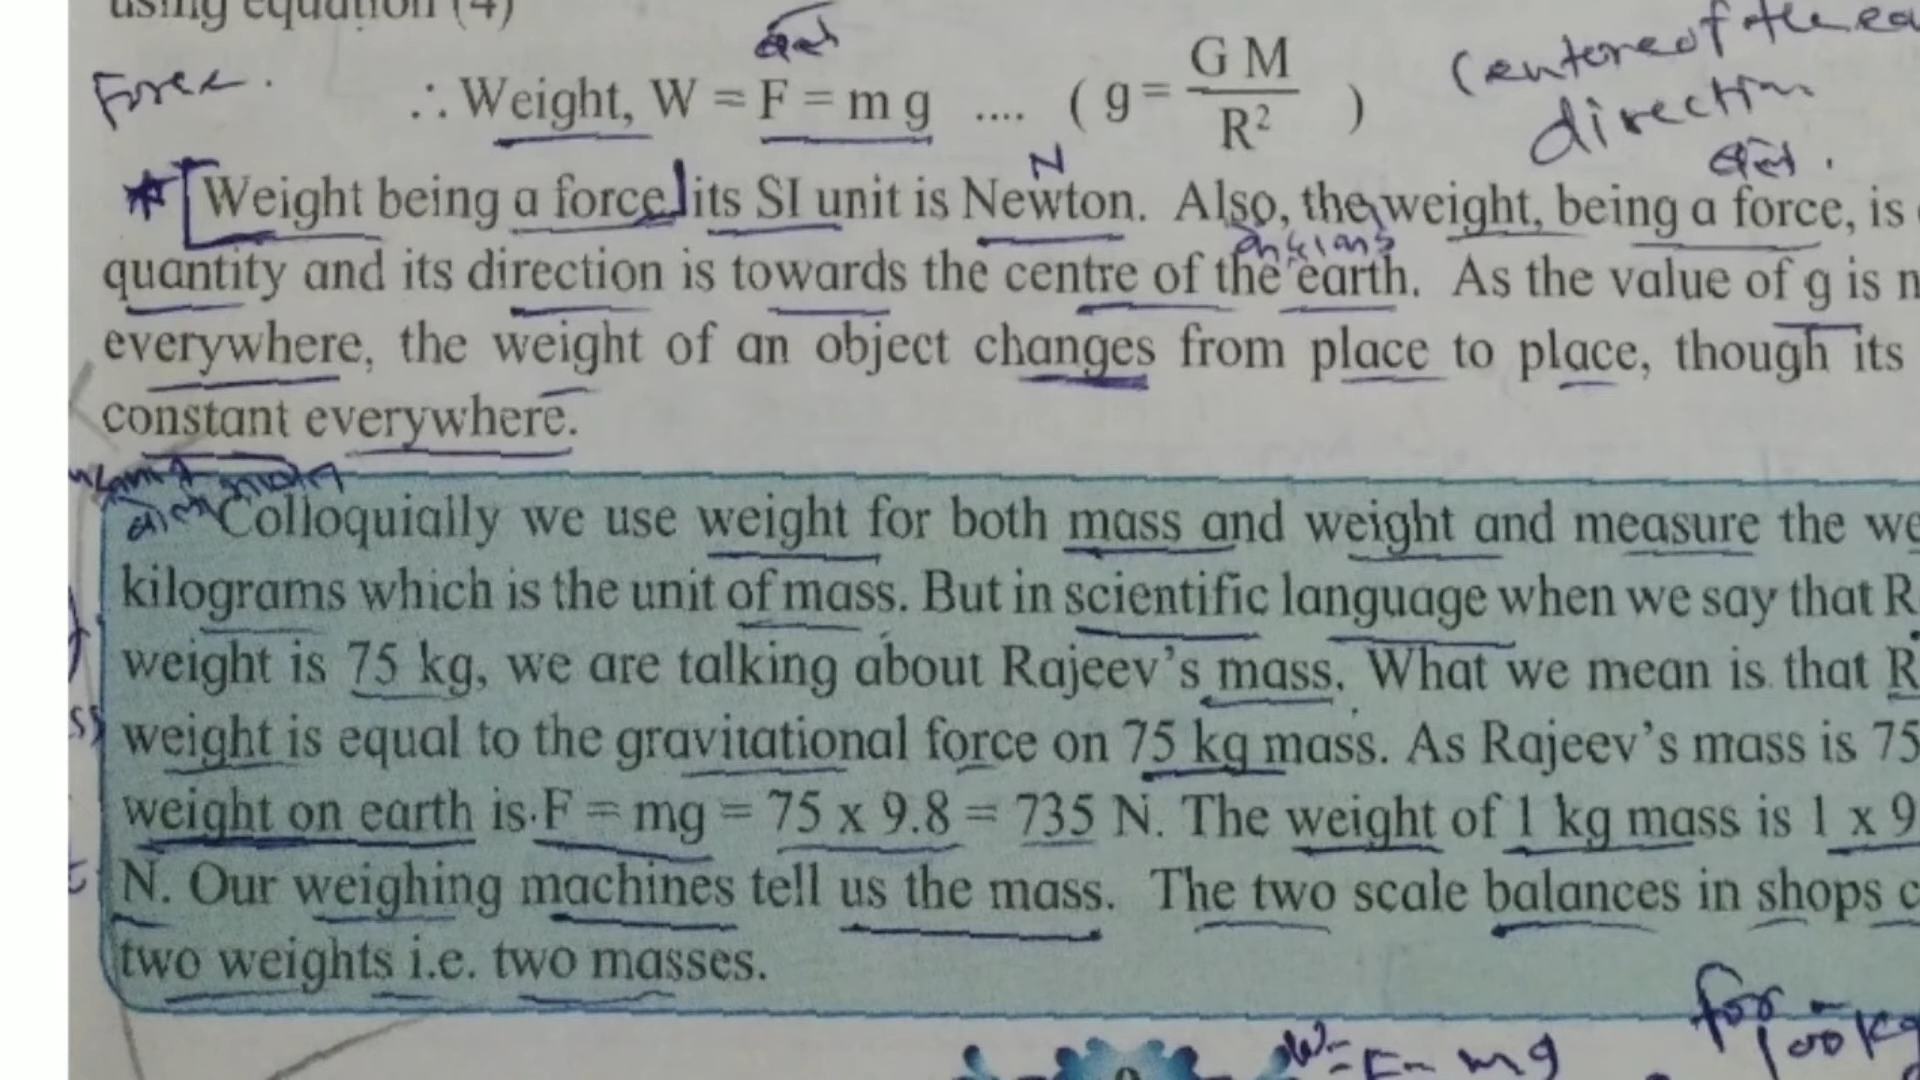 using equation (4)
Force.
∴ Weight, W = F = m g .... ( g = G M / R² )
direction
N
Weight being a force, its SI unit is Newton. Also, the weight, being a force, is
quantity and its direction is towards the centre of the earth. As the value of g is
everywhere, the weight of an object changes from place to place, though its
constant everywhere.
Colloquially we use weight for both mass and weight and measure the
kilograms which is the unit of mass. But in scientific language when we say that
weight is 75 kg, we are talking about Rajeev's mass. What we mean is that
weight is equal to the gravitational force on 75 kg mass. As Rajeev's mass is 75
weight on earth is F = mg = 75 x 9.8 = 735 N. The weight of 1 kg mass is 1 x 9
N. Our weighing machines tell us the mass. The two scale balances in shops
two weights i.e. two masses.
for
W = F = mg
100 kg